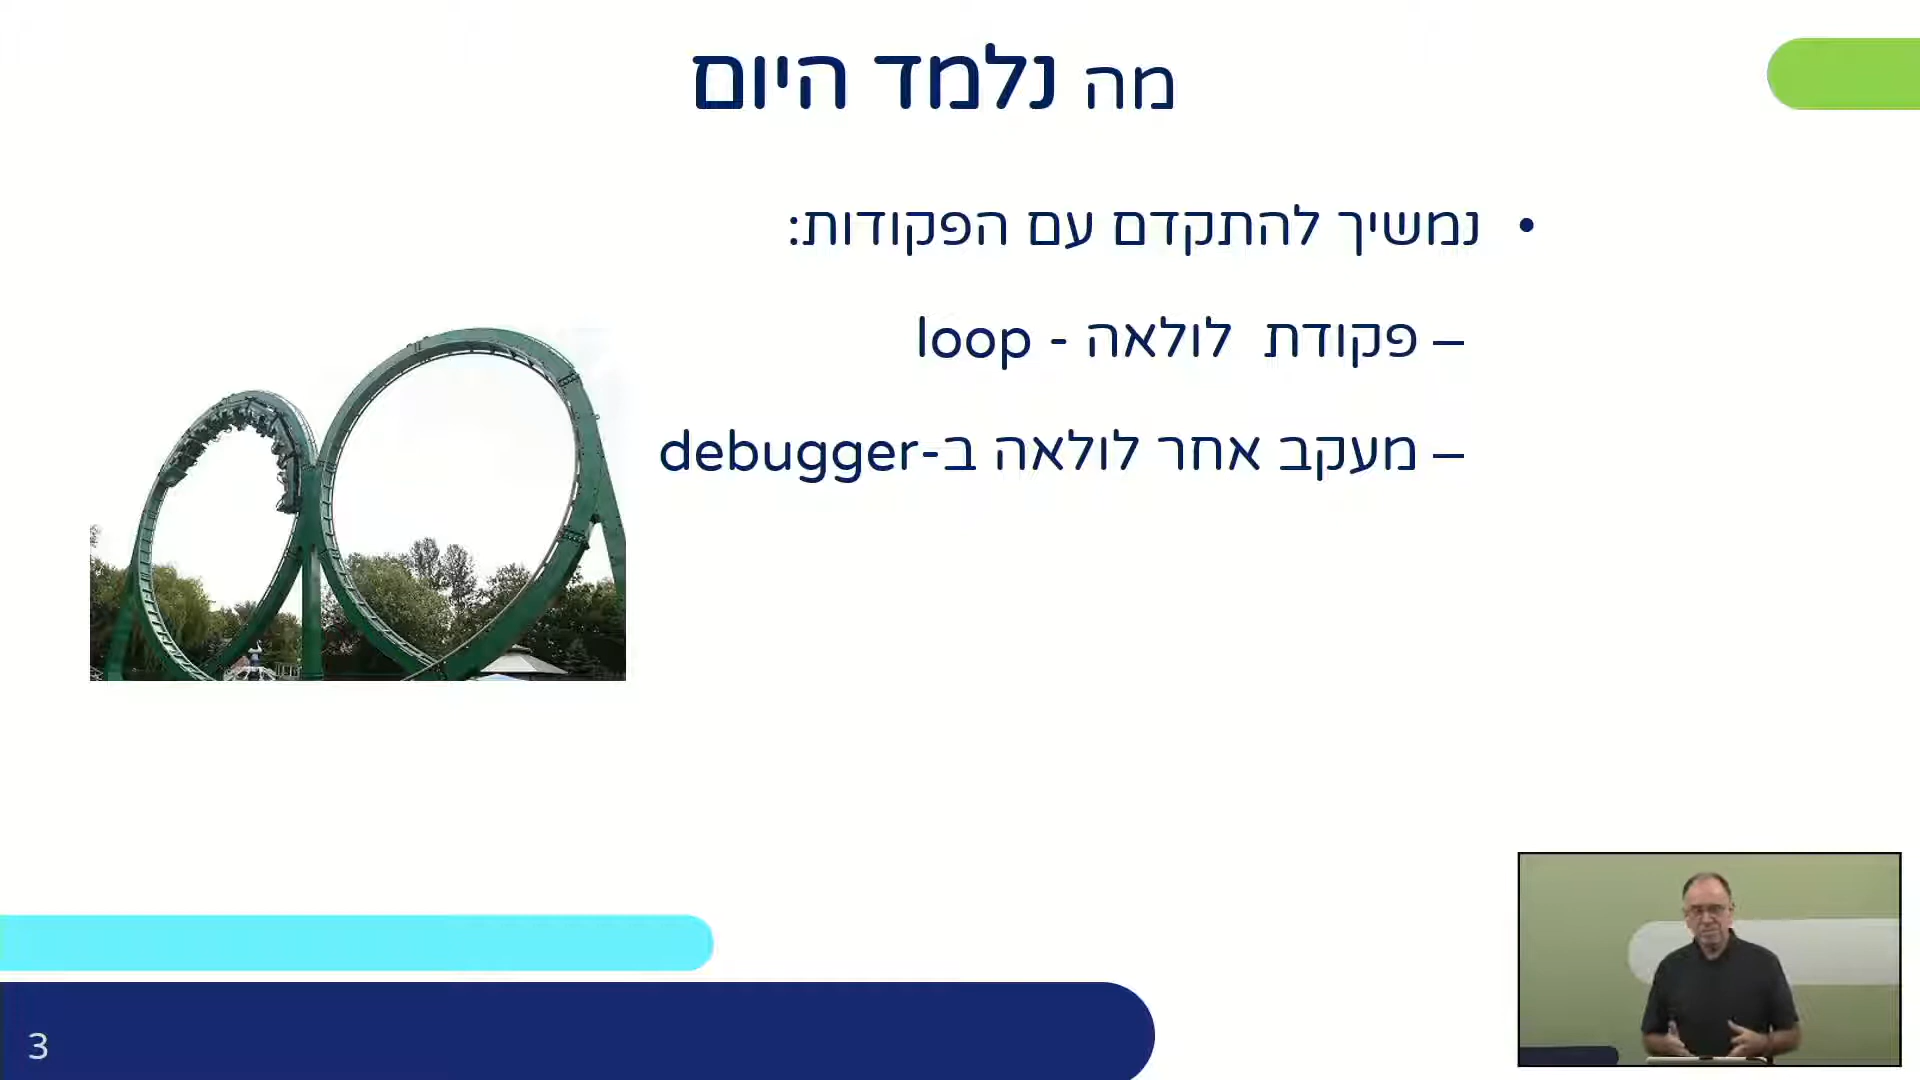 מה נלמד היום
• נמשיך להתקדם עם הפקודות:
– פקודת לולאה - loop
– מעקב אחר לולאה ב-debugger
3